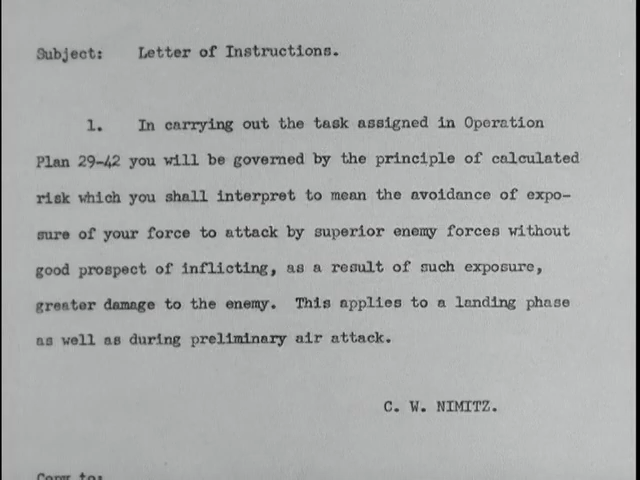 Subject: Letter of Instructions.
1. In carrying out the task assigned in Operation
Plan 29-42 you will be governed by the principle of calculated
risk which you shall interpret to mean the avoidance of expo-
sure of your force to attack by superior enemy forces without
good prospect of inflicting, as a result of such exposure,
greater damage to the enemy. This applies to a landing phase
as well as during preliminary air attack.
C. W. NIMITZ.
Copy to: